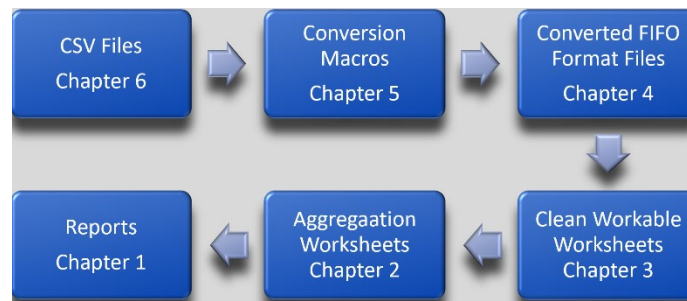 CSV Files
Chapter 6
Conversion
Macros
Chapter 5
Converted FIFO
Format Files
Chapter 4
Reports
Chapter 1
Aggregaation
Worksheets
Chapter 2
Clean Workable
Worksheets
Chapter 3